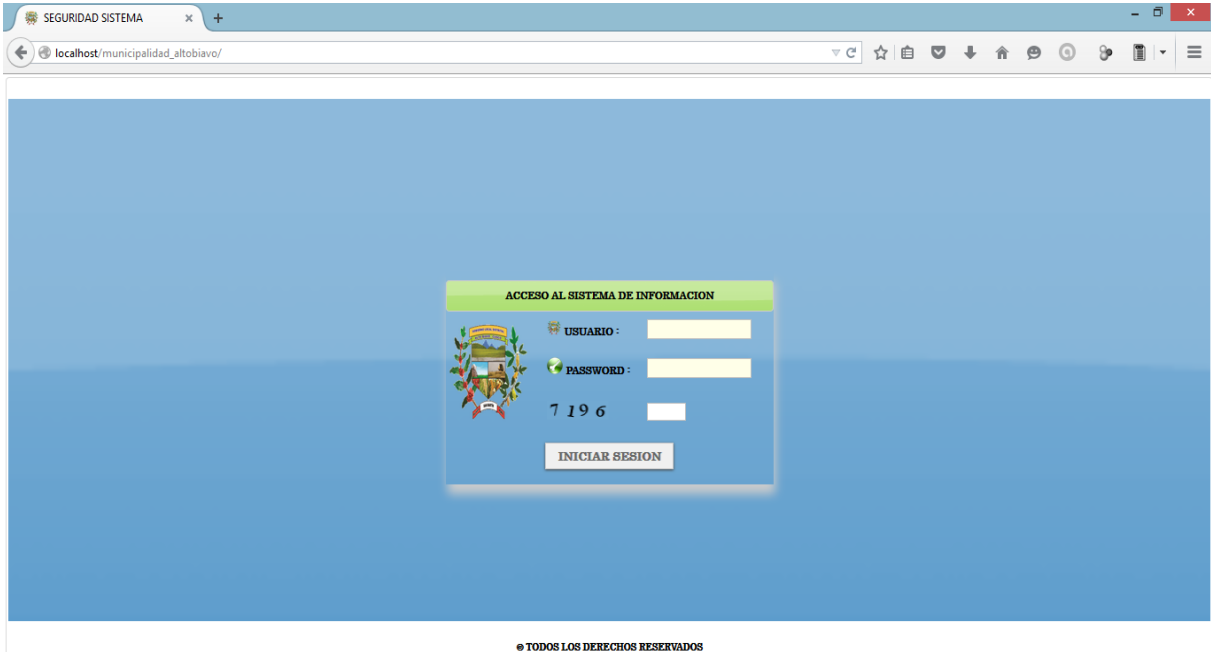 SEGURIDAD SISTEMA
localhost/municipalidad_altobiavo/
ACCESO AL SISTEMA DE INFORMACION
USUARIO :
PASSWORD :
7 1 9 6
INICIAR SESION
© TODOS LOS DERECHOS RESERVADOS